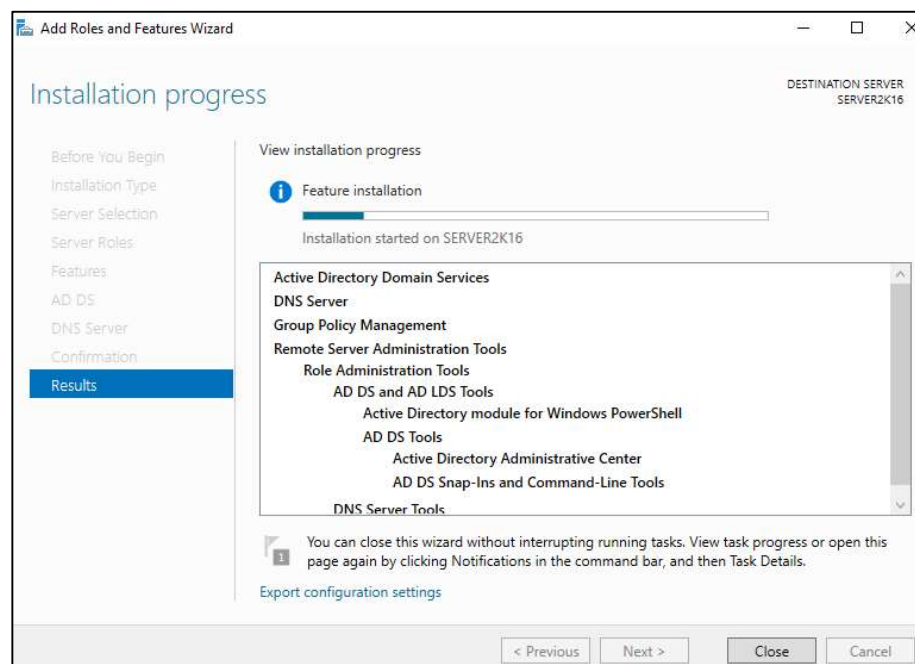 Add Roles and Features Wizard
Installation progress
DESTINATION SERVER
SERVER2K16
Before You Begin
Installation Type
Server Selection
Server Roles
Features
AD DS
DNS Server
Confirmation
Results
View installation progress
Feature installation
Installation started on SERVER2K16
Active Directory Domain Services
DNS Server
Group Policy Management
Remote Server Administration Tools
Role Administration Tools
AD DS and AD LDS Tools
Active Directory module for Windows PowerShell
AD DS Tools
Active Directory Administrative Center
AD DS Snap-Ins and Command-Line Tools
DNS Server Tools
1
You can close this wizard without interrupting running tasks. View task progress or open this
page again by clicking Notifications in the command bar, and then Task Details.
Export configuration settings
< Previous
Next >
Close
Cancel